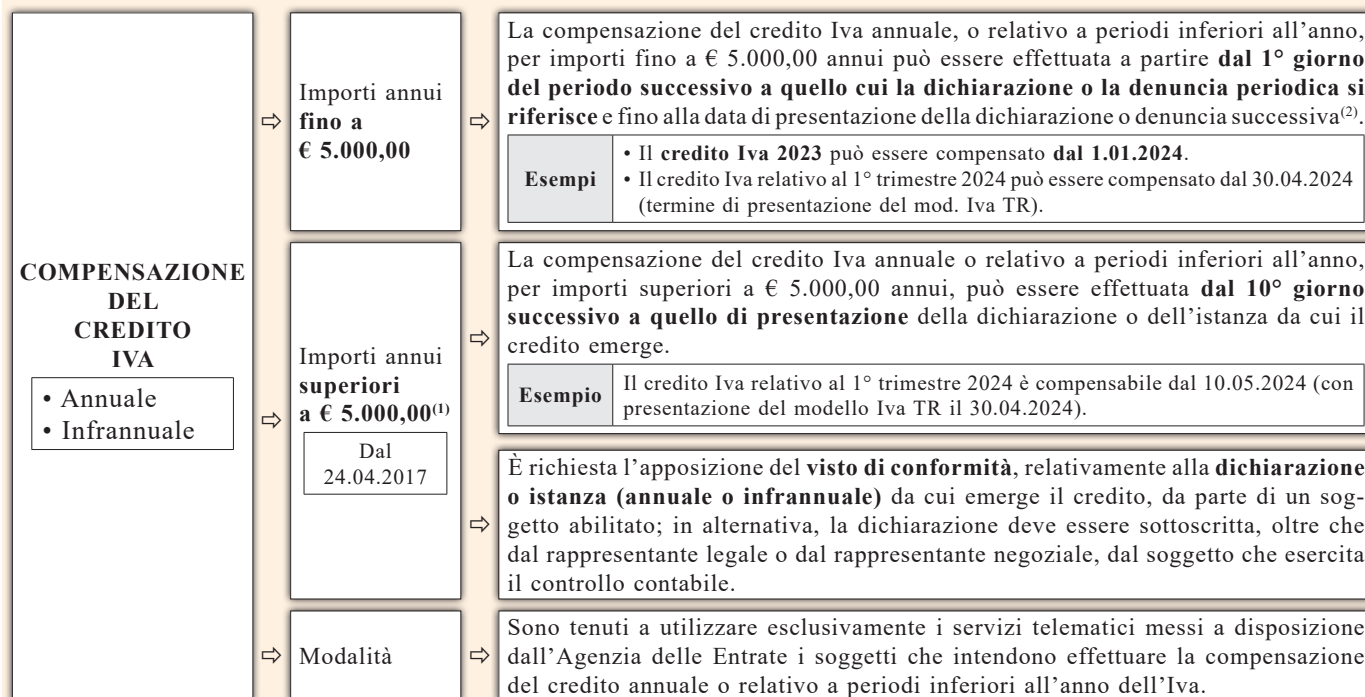 COMPENSAZIONE
DEL
CREDITO
IVA
• Annuale
• Infrannuale
⇨
Importi annui
fino a
€ 5.000,00
⇨
La compensazione del credito Iva annuale, o relativo a periodi inferiori all’anno,
per importi fino a € 5.000,00 annui può essere effettuata a partire dal 1° giorno
del periodo successivo a quello cui la dichiarazione o la denuncia periodica si
riferisce e fino alla data di presentazione della dichiarazione o denuncia successiva(2).
Esempi
• Il credito Iva 2023 può essere compensato dal 1.01.2024.
• Il credito Iva relativo al 1° trimestre 2024 può essere compensato dal 30.04.2024
(termine di presentazione del mod. Iva TR).
⇨
Importi annui
superiori
a € 5.000,00(1)
Dal
24.04.2017
⇨
La compensazione del credito Iva annuale o relativo a periodi inferiori all’anno,
per importi superiori a € 5.000,00 annui, può essere effettuata dal 10° giorno
successivo a quello di presentazione della dichiarazione o dell’istanza da cui il
credito emerge.
Esempio
Il credito Iva relativo al 1° trimestre 2024 è compensabile dal 10.05.2024 (con
presentazione del modello Iva TR il 30.04.2024).
⇨
È richiesta l’apposizione del visto di conformità, relativamente alla dichiarazione
o istanza (annuale o infrannuale) da cui emerge il credito, da parte di un sog-
getto abilitato; in alternativa, la dichiarazione deve essere sottoscritta, oltre che
dal rappresentante legale o dal rappresentante negoziale, dal soggetto che esercita
il controllo contabile.
⇨
Modalità
⇨
Sono tenuti a utilizzare esclusivamente i servizi telematici messi a disposizione
dall’Agenzia delle Entrate i soggetti che intendono effettuare la compensazione
del credito annuale o relativo a periodi inferiori all’anno dell’Iva.